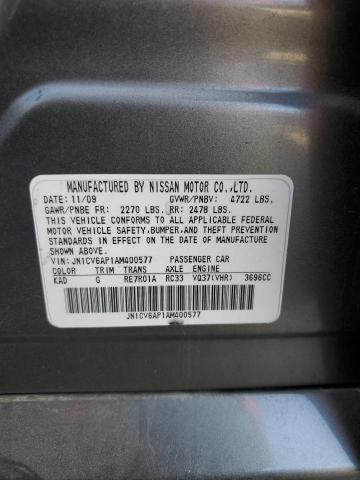 MANUFACTURED BY NISSAN MOTOR CO.,LTD.
DATE: 11/09 GVWR/PNBV: 4722 LBS,
GAWR/PNBE FR: 2270 LBS, RR: 2478 LBS.
THIS VEHICLE CONFORMS TO ALL APPLICABLE FEDERAL
MOTOR VEHICLE SAFETY,BUMPER, AND THEFT PREVENTION
STANDARDS IN EFFECT ON THE DATE OF MANUFACTURE
SHOWN ABOVE.
VIN: JN1CV6AP1AM400577 PASSENGER CAR
COLOR TRIM TRANS AXLE ENGINE
KAD G RE7R01A RC33 VQ37(VHR) 3696CC
JN1CV6AP1AM400577